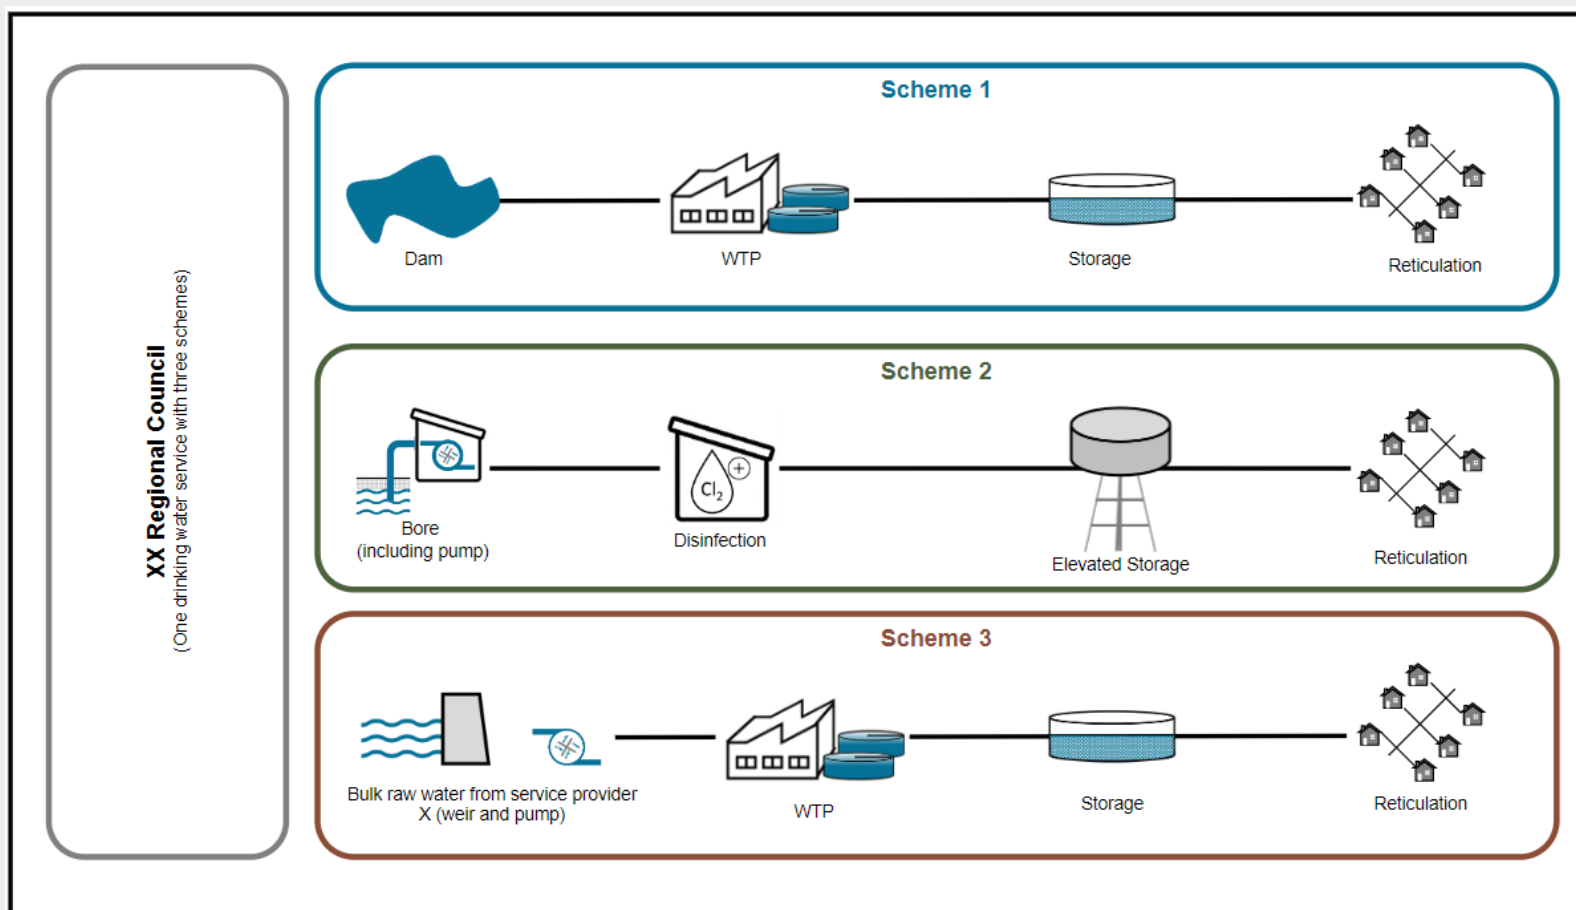 XX Regional Council
(One drinking water service with three schemes)
Scheme 1
Dam
WTP
Storage
Reticulation
Scheme 2
Cl₂
+
Bore
(including pump)
Disinfection
Elevated Storage
Reticulation
Scheme 3
Bulk raw water from service provider
X (weir and pump)
WTP
Storage
Reticulation